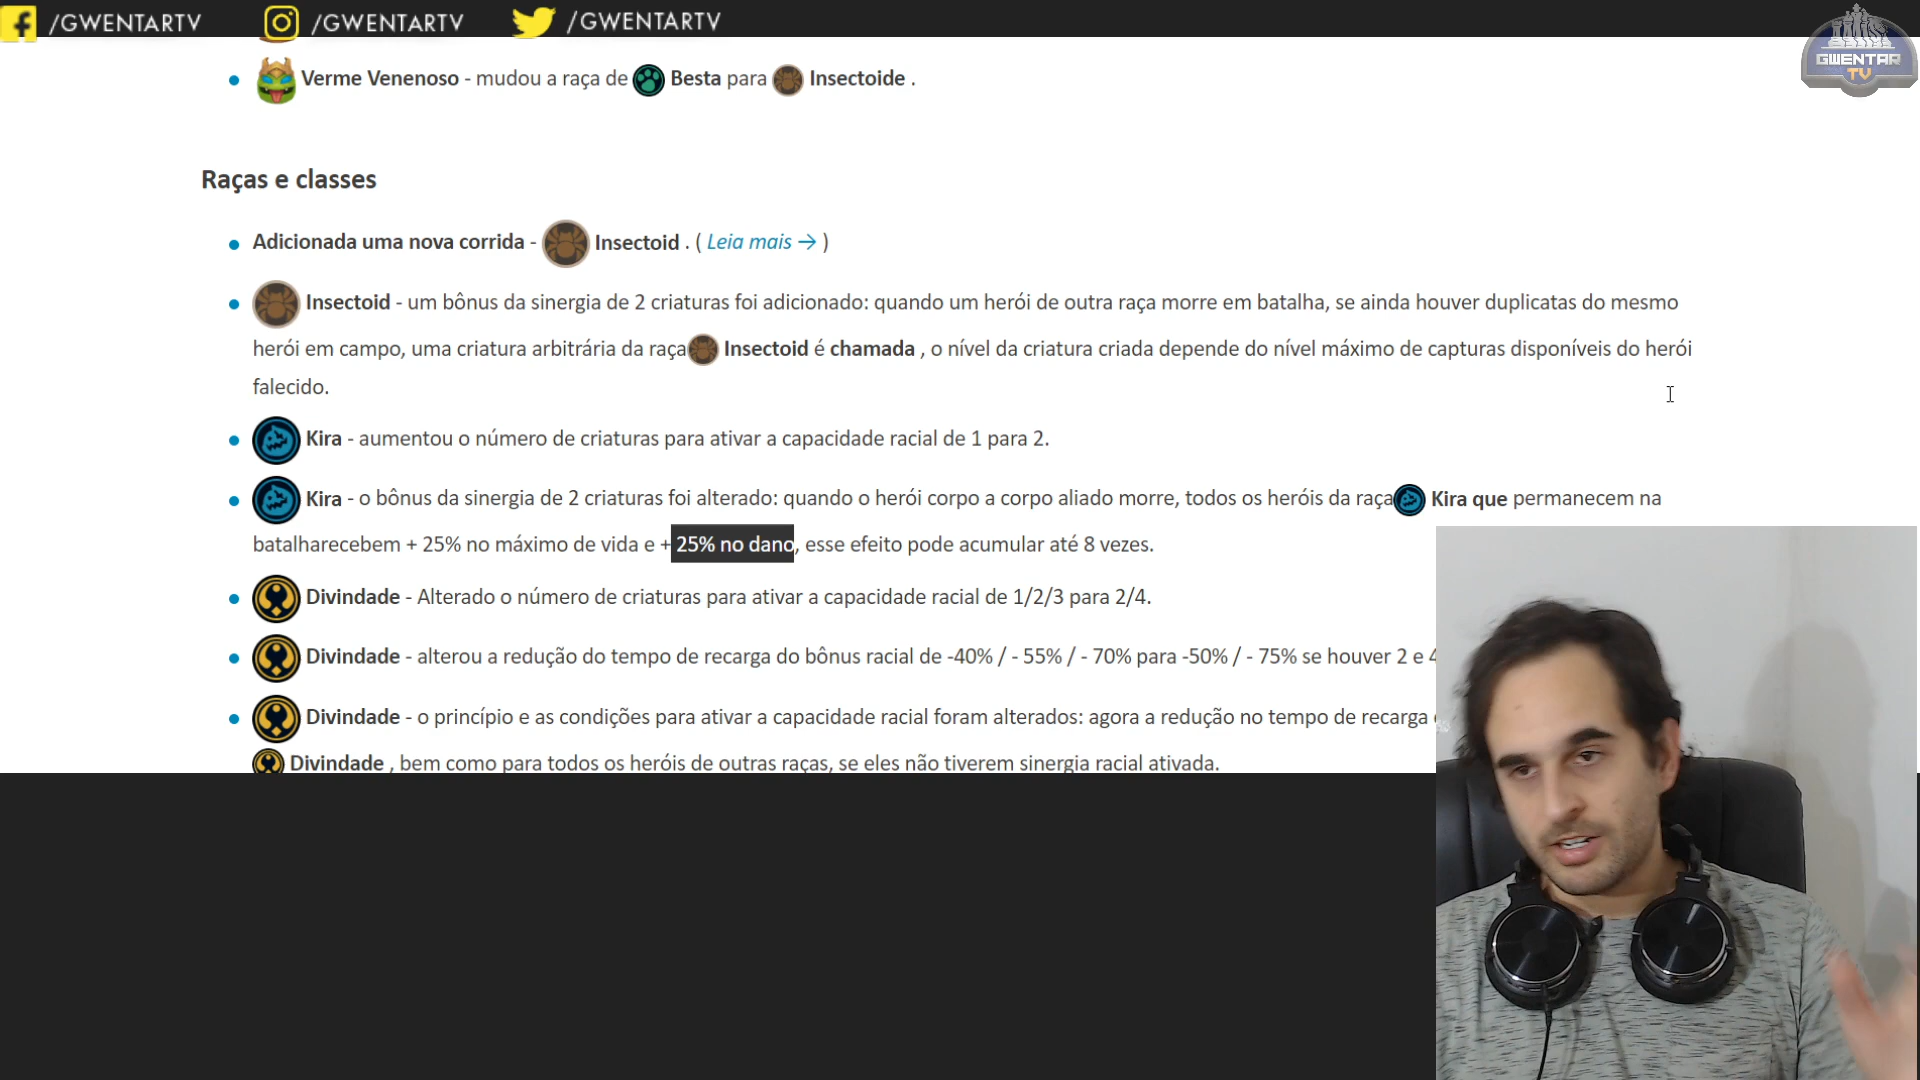 /GWENTARTV /GWENTARTV /GWENTARTV
GWENTAR
TV
Verme Venenoso - mudou a raça de Besta para Insectoide .
Raças e classes
Adicionada uma nova corrida - Insectoid . ( Leia mais → )
Insectoid - um bônus da sinergia de 2 criaturas foi adicionado: quando um herói de outra raça morre em batalha, se ainda houver duplicatas do mesmo
herói em campo, uma criatura arbitrária da raça Insectoid é chamada , o nível da criatura criada depende do nível máximo de capturas disponíveis do herói
falecido.
Kira - aumentou o número de criaturas para ativar a capacidade racial de 1 para 2.
Kira - o bônus da sinergia de 2 criaturas foi alterado: quando o herói corpo a corpo aliado morre, todos os heróis da raça Kira que permanecem na
batalharecebem + 25% no máximo de vida e + 25% no dano, esse efeito pode acumular até 8 vezes.
Divindade - Alterado o número de criaturas para ativar a capacidade racial de 1/2/3 para 2/4.
Divindade - alterou a redução do tempo de recarga do bônus racial de -40% / - 55% / - 70% para -50% / - 75% se houver 2 e 4
Divindade - o princípio e as condições para ativar a capacidade racial foram alterados: agora a redução no tempo de recarga
Divindade , bem como para todos os heróis de outras raças, se eles não tiverem sinergia racial ativada.